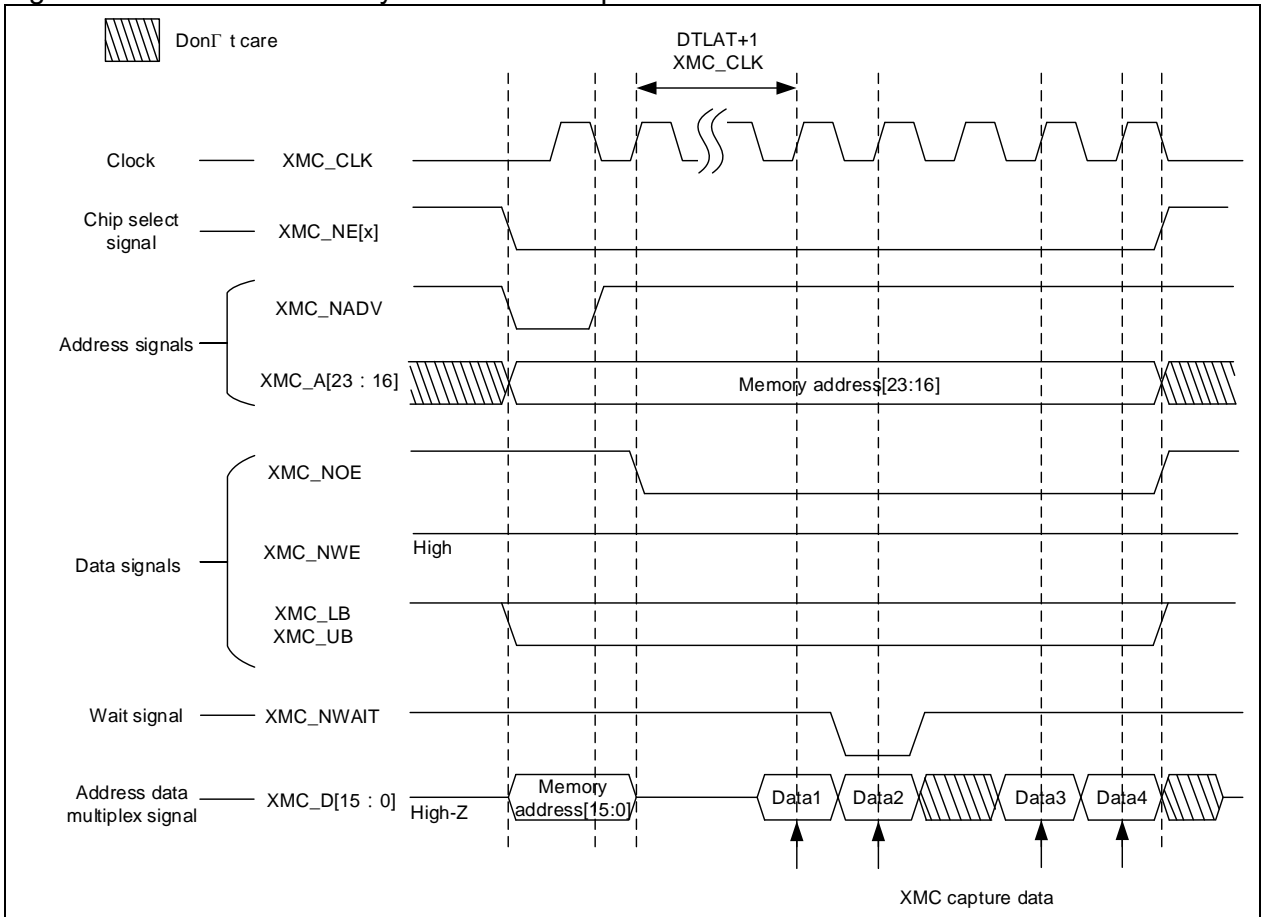 DonΓ t care
DTLAT+1
XMC_CLK
Clock XMC_CLK
Chip select
signal
XMC_NE[x]
Address signals
XMC_NADV
XMC_A[23 : 16]
Memory address[23:16]
Data signals
XMC_NOE
XMC_NWE
High
XMC_LB
XMC_UB
Wait signal XMC_NWAIT
Address data
multiplex signal
XMC_D[15 : 0]
High-Z
Memory
address[15:0]
Data1 Data2 Data3 Data4
XMC capture data